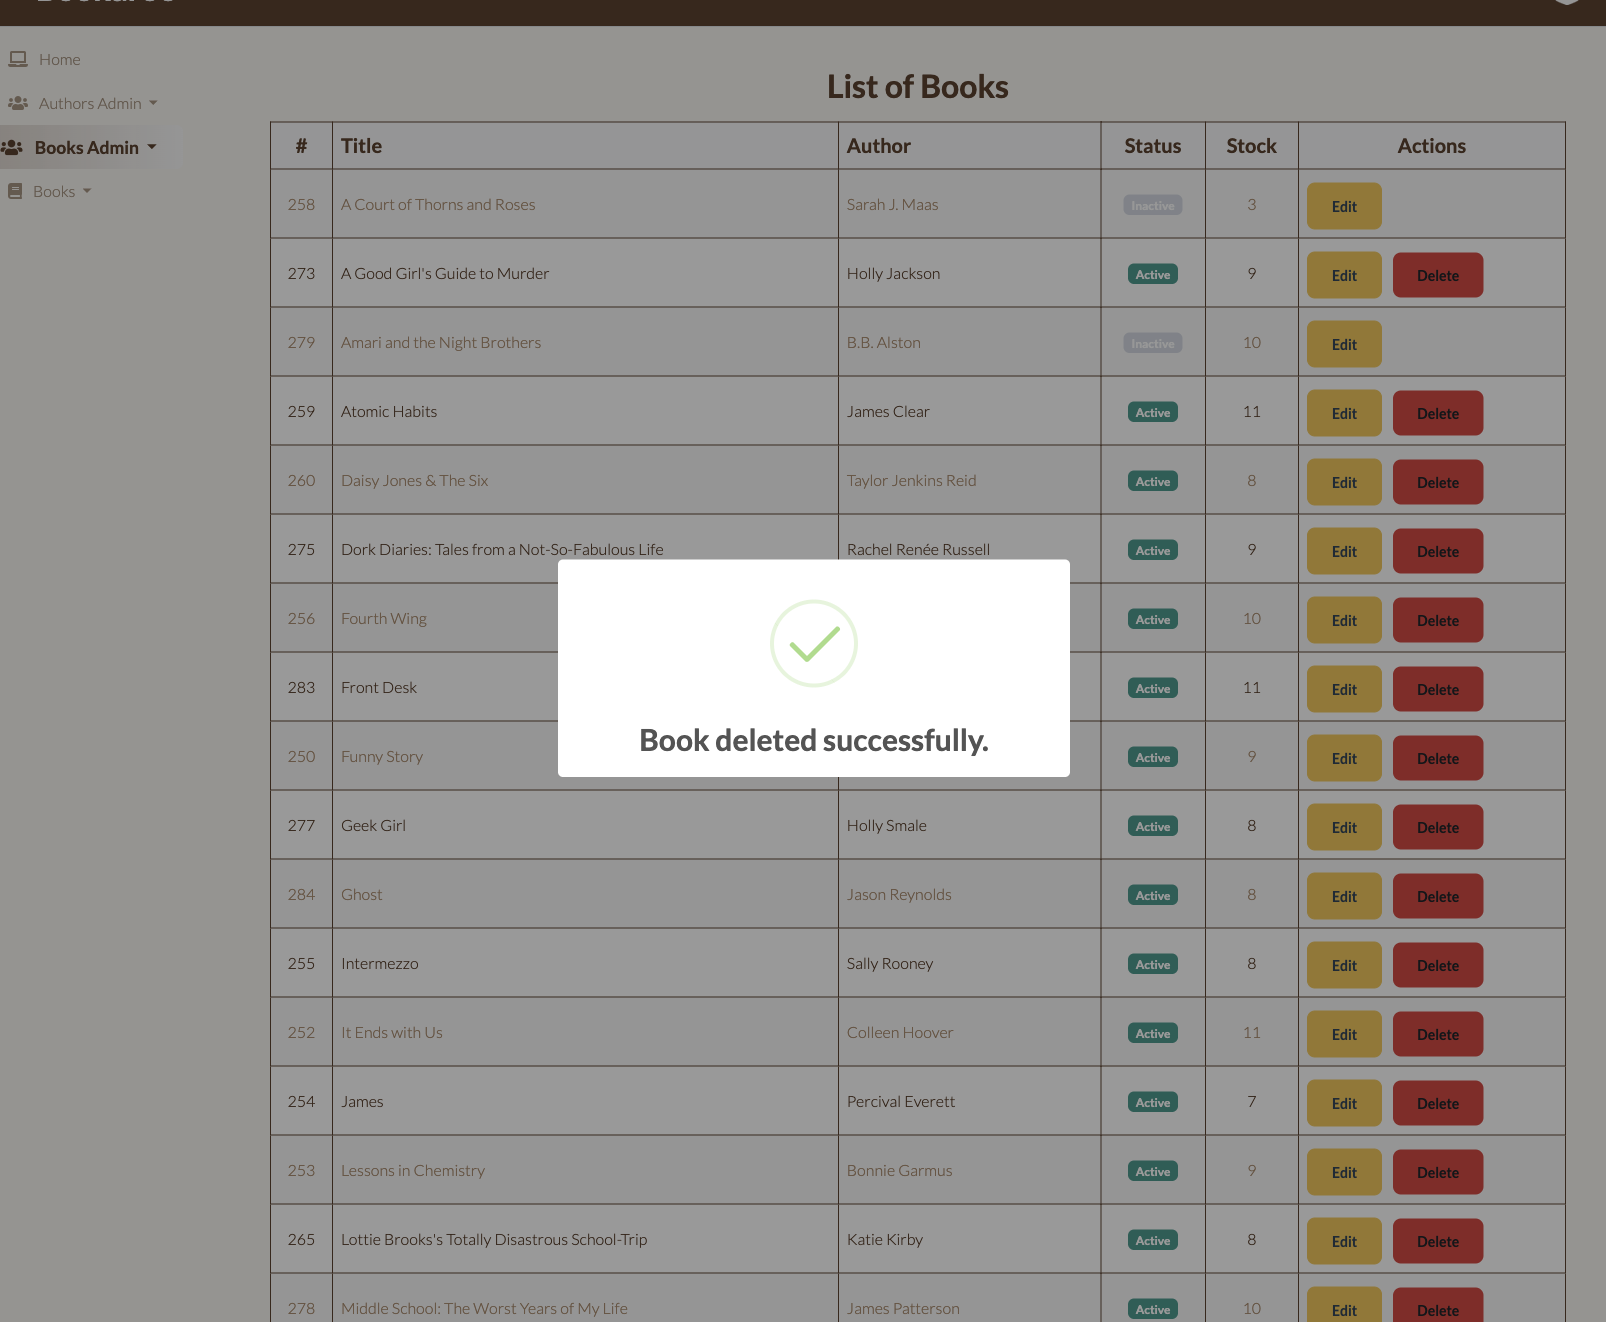 Home
Authors Admin
Books Admin
Books
List of Books
# Title Author Status Stock Actions
258 A Court of Thorns and Roses Sarah J. Maas Inactive 3 Edit
273 A Good Girl's Guide to Murder Holly Jackson Active 9 Edit Delete
279 Amari and the Night Brothers B.B. Alston Inactive 10 Edit
259 Atomic Habits James Clear Active 11 Edit Delete
260 Daisy Jones & The Six Taylor Jenkins Reid Active 8 Edit Delete
275 Dork Diaries: Tales from a Not-So-Fabulous Life Rachel Renée Russell Active 9 Edit Delete
256 Fourth Wing Active 10 Edit Delete
283 Front Desk Active 11 Edit Delete
Book deleted successfully.
250 Funny Story Active 9 Edit Delete
277 Geek Girl Holly Smale Active 8 Edit Delete
284 Ghost Jason Reynolds Active 8 Edit Delete
255 Intermezzo Sally Rooney Active 8 Edit Delete
252 It Ends with Us Colleen Hoover Active 11 Edit Delete
254 James Percival Everett Active 7 Edit Delete
253 Lessons in Chemistry Bonnie Garmus Active 9 Edit Delete
265 Lottie Brooks's Totally Disastrous School-Trip Katie Kirby Active 8 Edit Delete
278 Middle School: The Worst Years of My Life James Patterson Active 10 Edit Delete